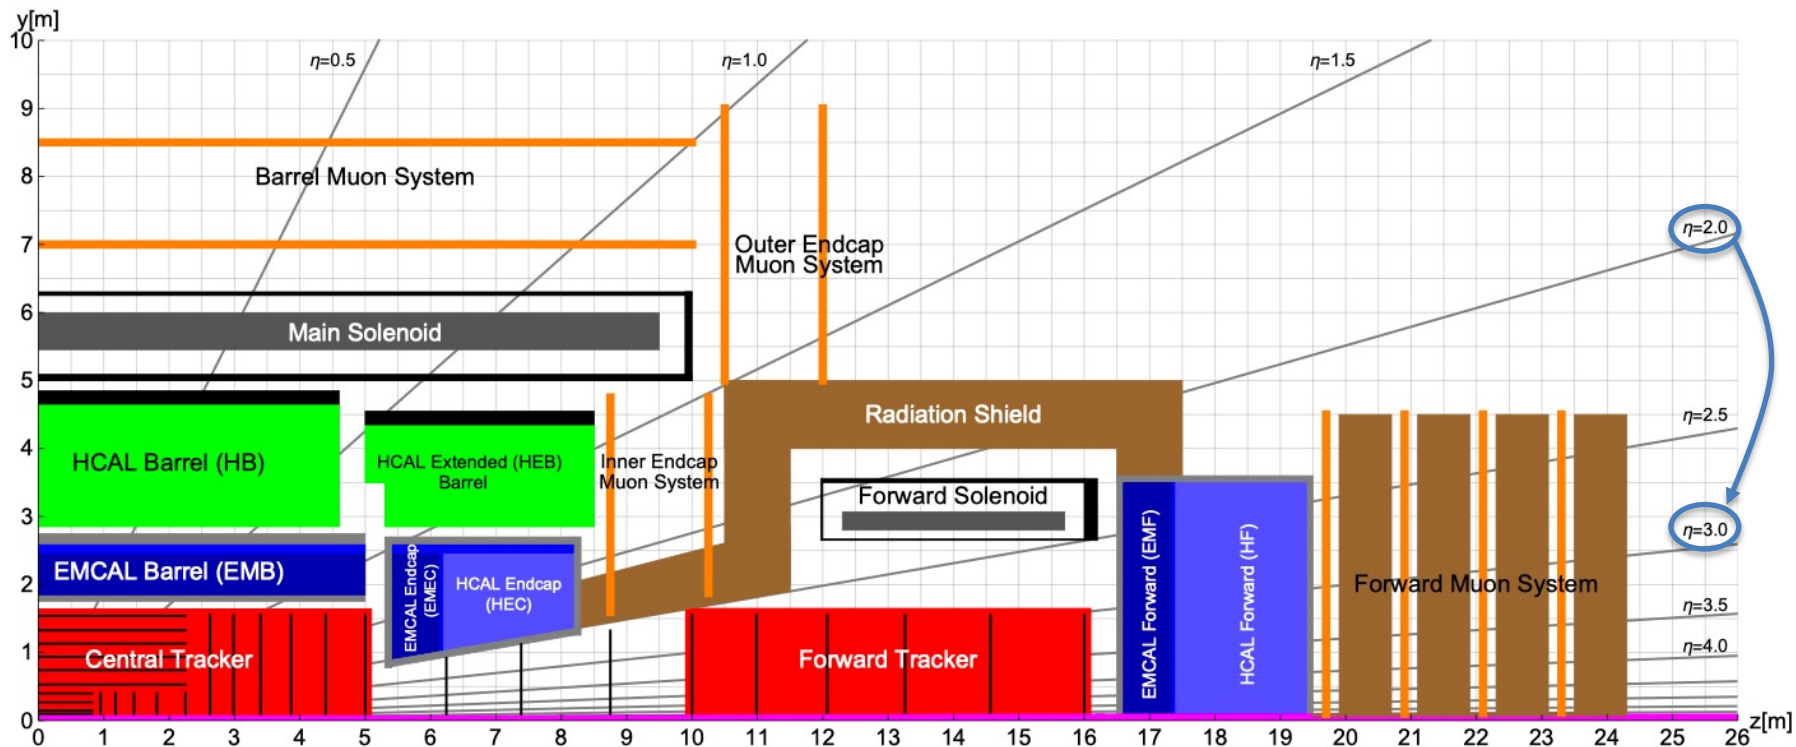 y[m]
10
9
8
7
6
5
4
3
2
1
0
η=0.5
η=1.0
η=1.5
η=2.0
η=2.5
η=3.0
η=3.5
η=4.0
Barrel Muon System
Outer Endcap
Muon System
Main Solenoid
Radiation Shield
HCAL Barrel (HB)
HCAL Extended (HEB)
Barrel
Inner Endcap
Muon System
Forward Solenoid
EMCAL Barrel (EMB)
EMCAL Endcap
(EMEC)
HCAL Endcap
(HEC)
EMCAL Forward (EMF)
HCAL Forward (HF)
Forward Muon System
Central Tracker
Forward Tracker
0 1 2 3 4 5 6 7 8 9 10 11 12 13 14 15 16 17 18 19 20 21 22 23 24 25 26
z[m]